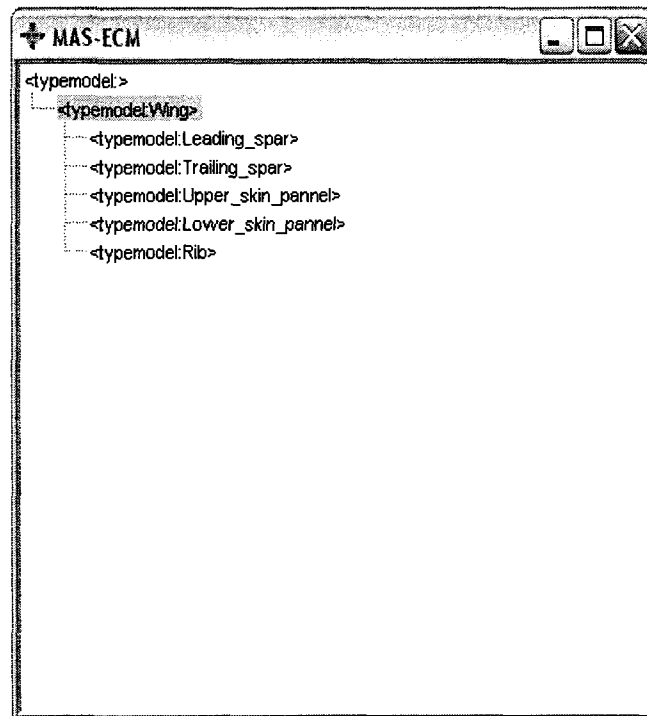 MAS-ECM
<typemodel:>
<typemodel:Wing>
<typemodel:Leading_spar>
<typemodel:Trailing_spar>
<typemodel:Upper_skin_pannel>
<typemodel:Lower_skin_pannel>
<typemodel:Rib>